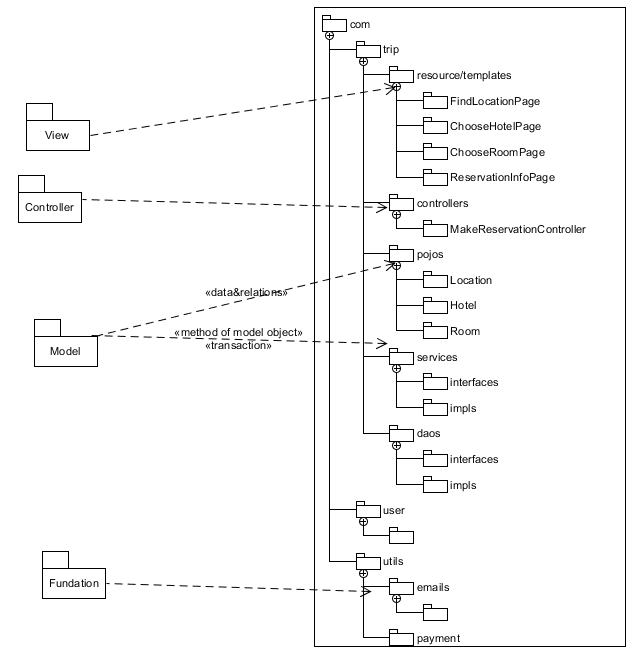 com
trip
resource/templates
FindLocationPage
View
ChooseHotelPage
ChooseRoomPage
ReservationInfoPage
Controller
controllers
MakeReservationController
pojos
Location
«data&relations»
Hotel
Room
«method of model object»
«transaction»
Model
services
interfaces
impls
daos
interfaces
impls
user
utils
Fundation
emails
payment